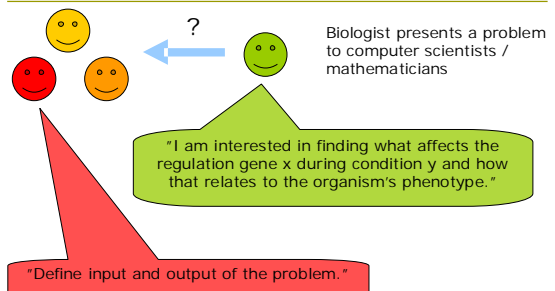 ?
Biologist presents a problem
to computer scientists /
mathematicians
"I am interested in finding what affects the
regulation gene x during condition y and how
that relates to the organism's phenotype."
"Define input and output of the problem."